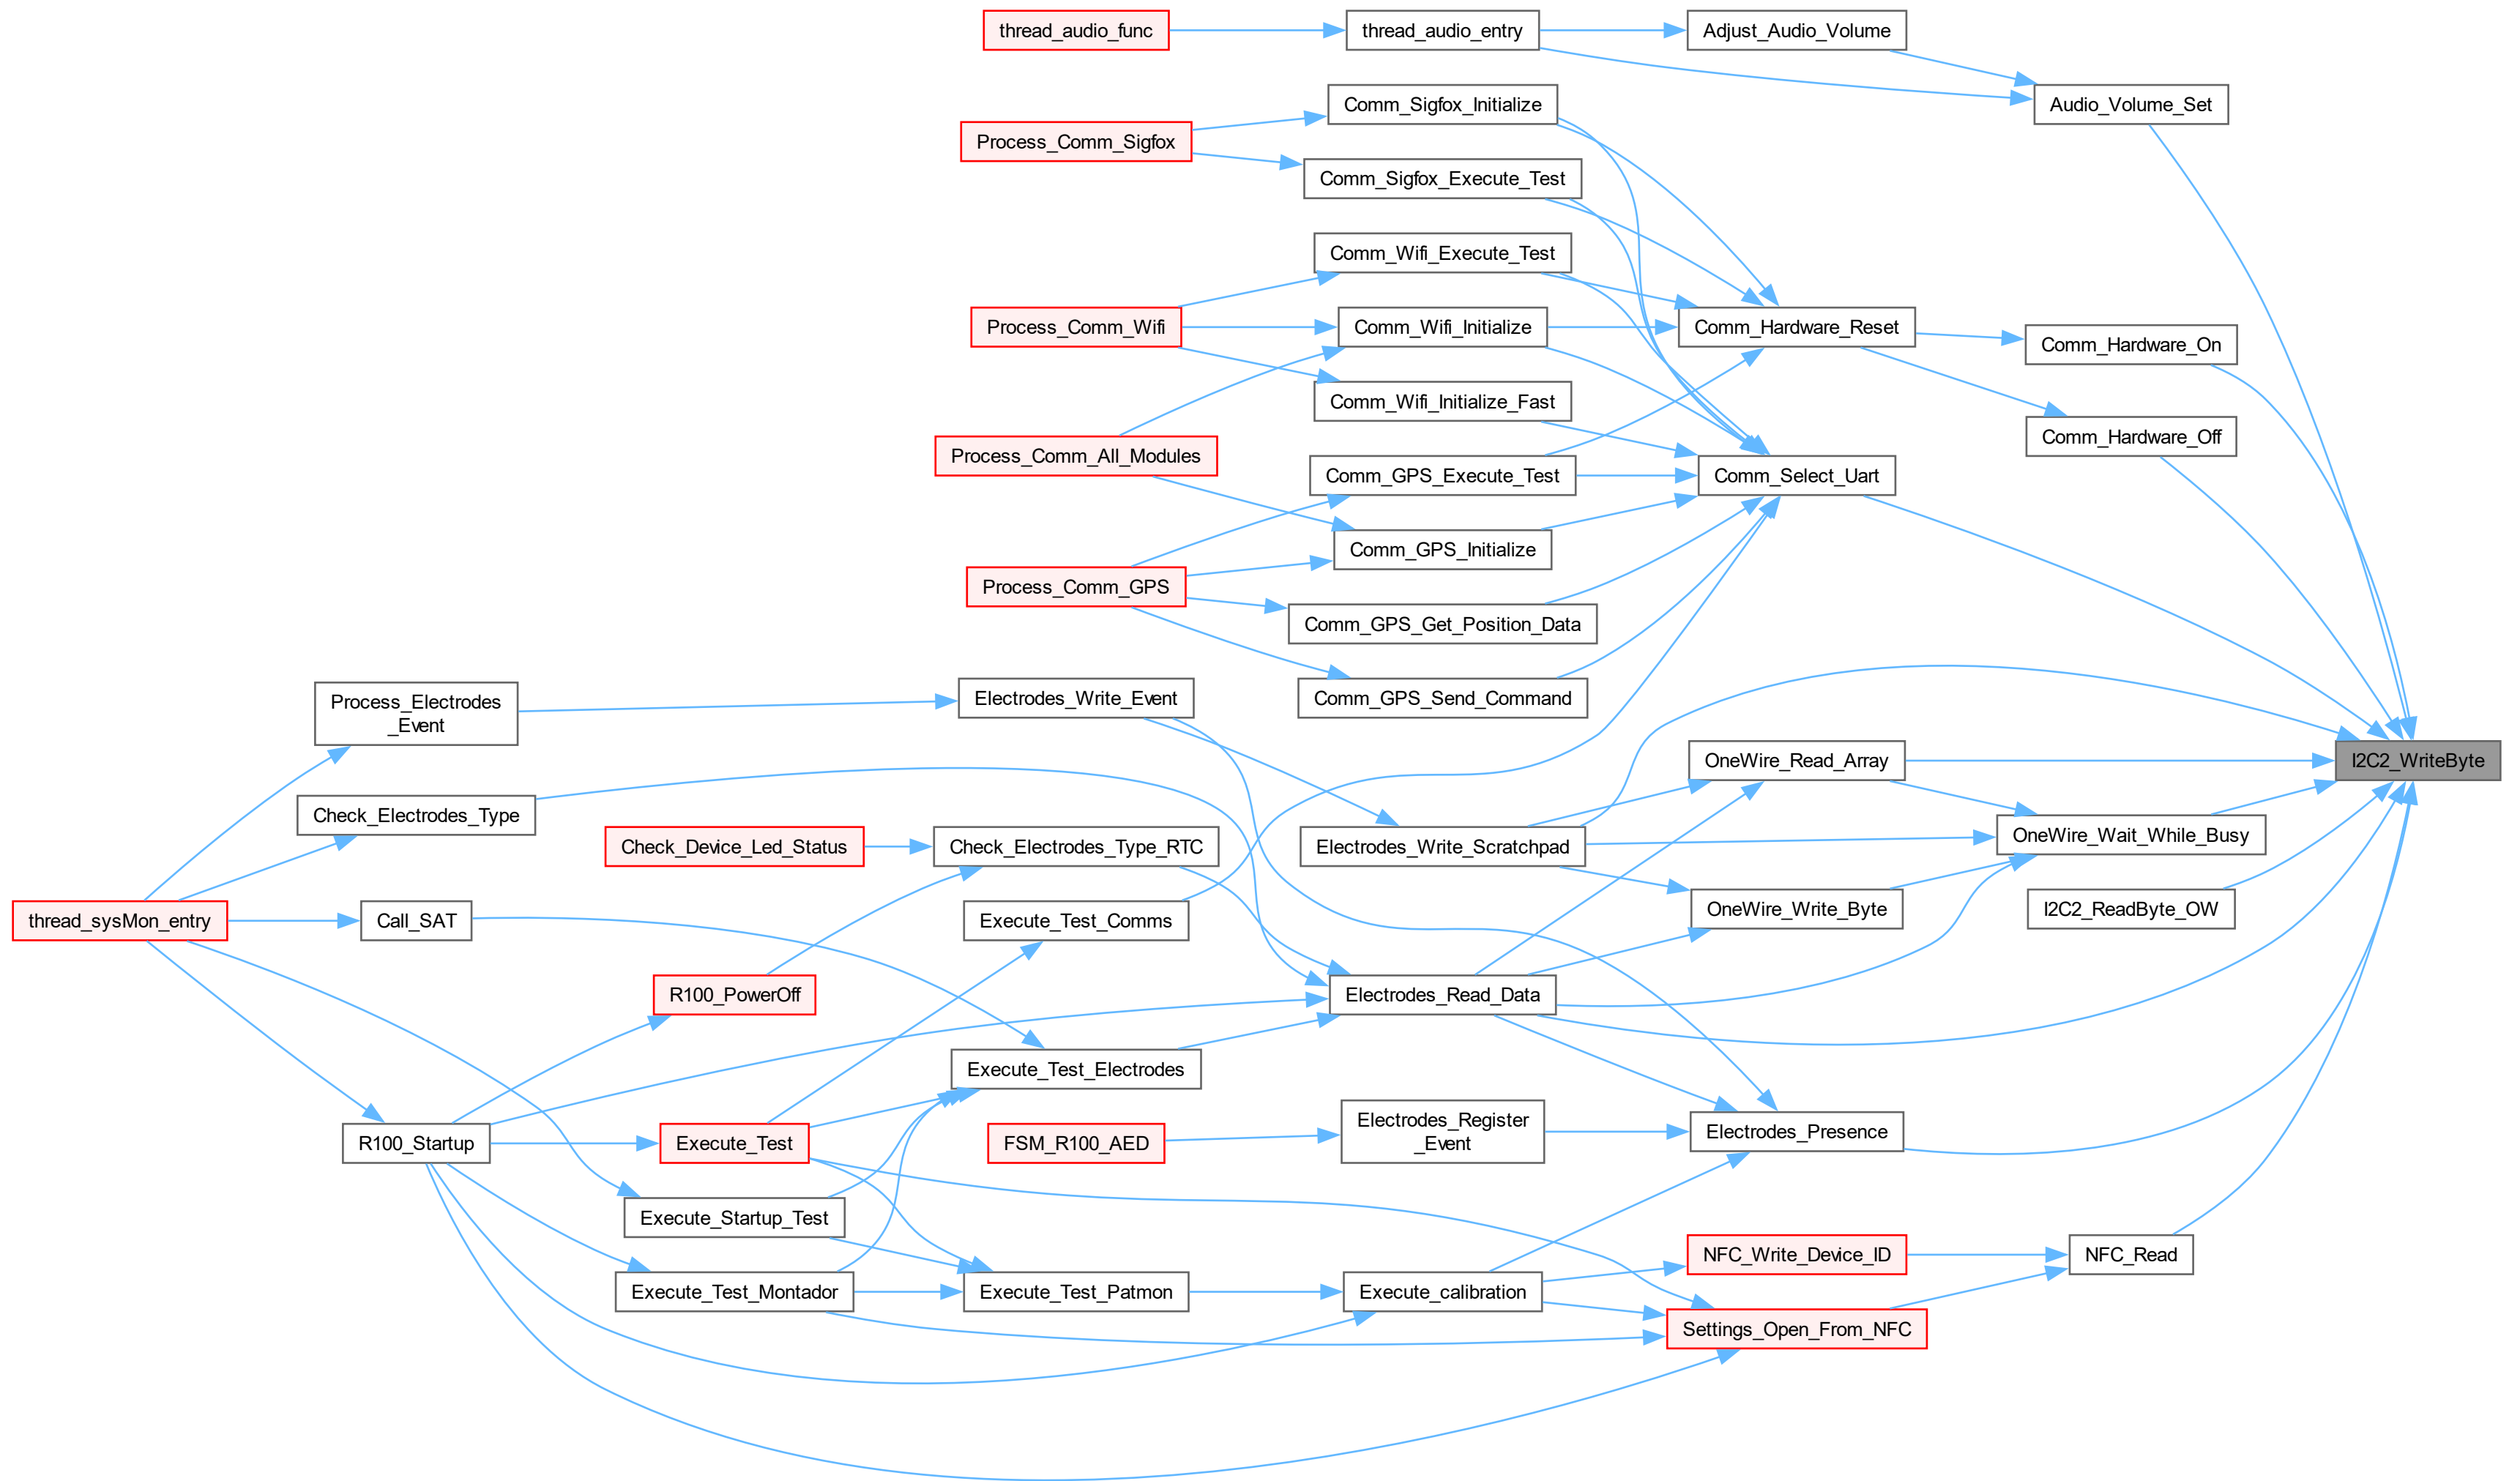 thread_audio_func
thread_audio_entry
Adjust_Audio_Volume
Audio_Volume_Set
Comm_Sigfox_Initialize
Process_Comm_Sigfox
Comm_Sigfox_Execute_Test
Comm_Wifi_Execute_Test
Process_Comm_Wifi
Comm_Wifi_Initialize
Comm_Hardware_Reset
Comm_Hardware_On
Comm_Wifi_Initialize_Fast
Comm_Hardware_Off
Process_Comm_All_Modules
Comm_GPS_Execute_Test
Comm_Select_Uart
Comm_GPS_Initialize
Process_Comm_GPS
Comm_GPS_Get_Position_Data
Process_Electrodes
_Event
Electrodes_Write_Event
Comm_GPS_Send_Command
OneWire_Read_Array
I2C2_WriteByte
Check_Electrodes_Type
Check_Device_Led_Status
Check_Electrodes_Type_RTC
Electrodes_Write_Scratchpad
OneWire_Wait_While_Busy
thread_sysMon_entry
Call_SAT
Execute_Test_Comms
OneWire_Write_Byte
I2C2_ReadByte_OW
R100_PowerOff
Electrodes_Read_Data
Execute_Test_Electrodes
R100_Startup
Execute_Test
FSM_R100_AED
Electrodes_Register
_Event
Electrodes_Presence
Execute_Startup_Test
NFC_Write_Device_ID
NFC_Read
Execute_Test_Montador
Execute_Test_Patmon
Execute_calibration
Settings_Open_From_NFC